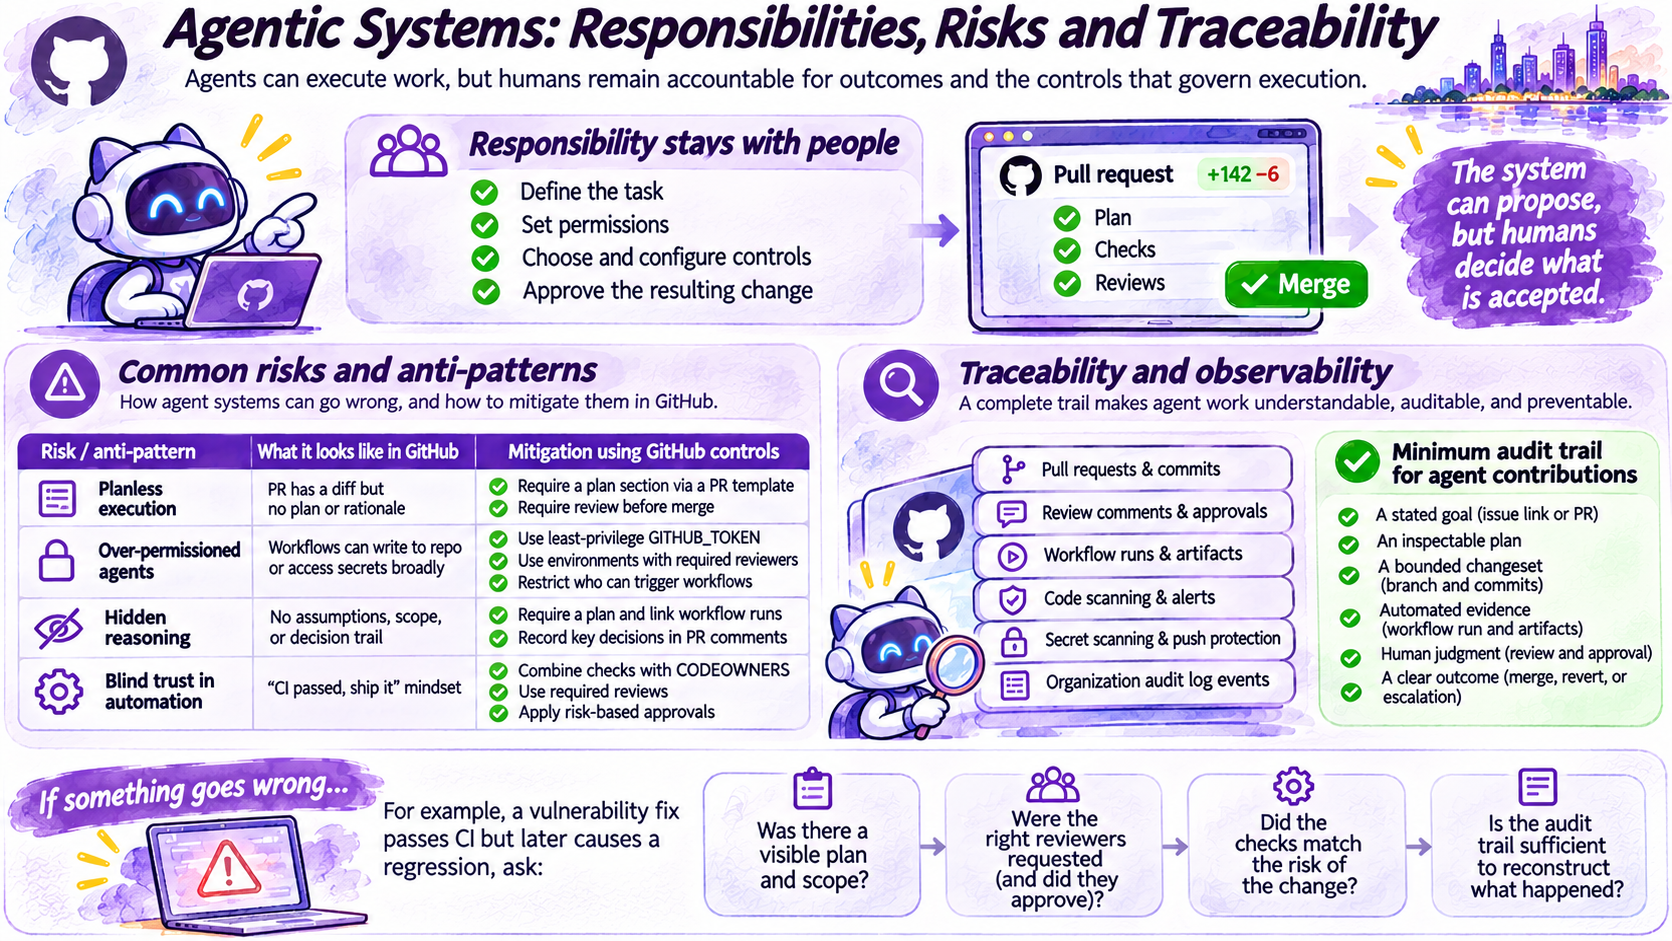 Agentic Systems: Responsibilities, Risks and Traceability
Agents can execute work, but humans remain accountable for outcomes and the controls that govern execution.
Responsibility stays with people
Define the task
Set permissions
Choose and configure controls
Approve the resulting change
Pull request
+142 −6
Plan
Checks
Reviews
Merge
The system
can propose,
but humans
decide what
is accepted.
Common risks and anti-patterns
How agent systems can go wrong, and how to mitigate them in GitHub.
Risk / anti-pattern
What it looks like in GitHub
Mitigation using GitHub controls
Planless
execution
PR has a diff but
no plan or rationale
Require a plan section via a PR template
Require review before merge
Over-permissioned
agents
Workflows can write to repo
or access secrets broadly
Use least-privilege GITHUB_TOKEN
Use environments with required reviewers
Restrict who can trigger workflows
Hidden
reasoning
No assumptions, scope,
or decision trail
Require a plan and link workflow runs
Record key decisions in PR comments
Blind trust in
automation
“CI passed, ship it” mindset
Combine checks with CODEOWNERS
Use required reviews
Apply risk-based approvals
Traceability and observability
A complete trail makes agent work understandable, auditable, and preventable.
Pull requests & commits
Review comments & approvals
Workflow runs & artifacts
Code scanning & alerts
Secret scanning & push protection
Organization audit log events
Minimum audit trail
for agent contributions
A stated goal (issue link or PR)
An inspectable plan
A bounded changeset
(branch and commits)
Automated evidence
(workflow run and artifacts)
Human judgment (review and approval)
A clear outcome (merge, revert, or
escalation)
If something goes wrong...
For example, a vulnerability fix
passes CI but later causes a
regression, ask:
Was there a
visible plan
and scope?
Were the
right reviewers
requested
(and did they
approve)?
Did the
checks match
the risk of
the change?
Is the audit
trail sufficient
to reconstruct
what happened?